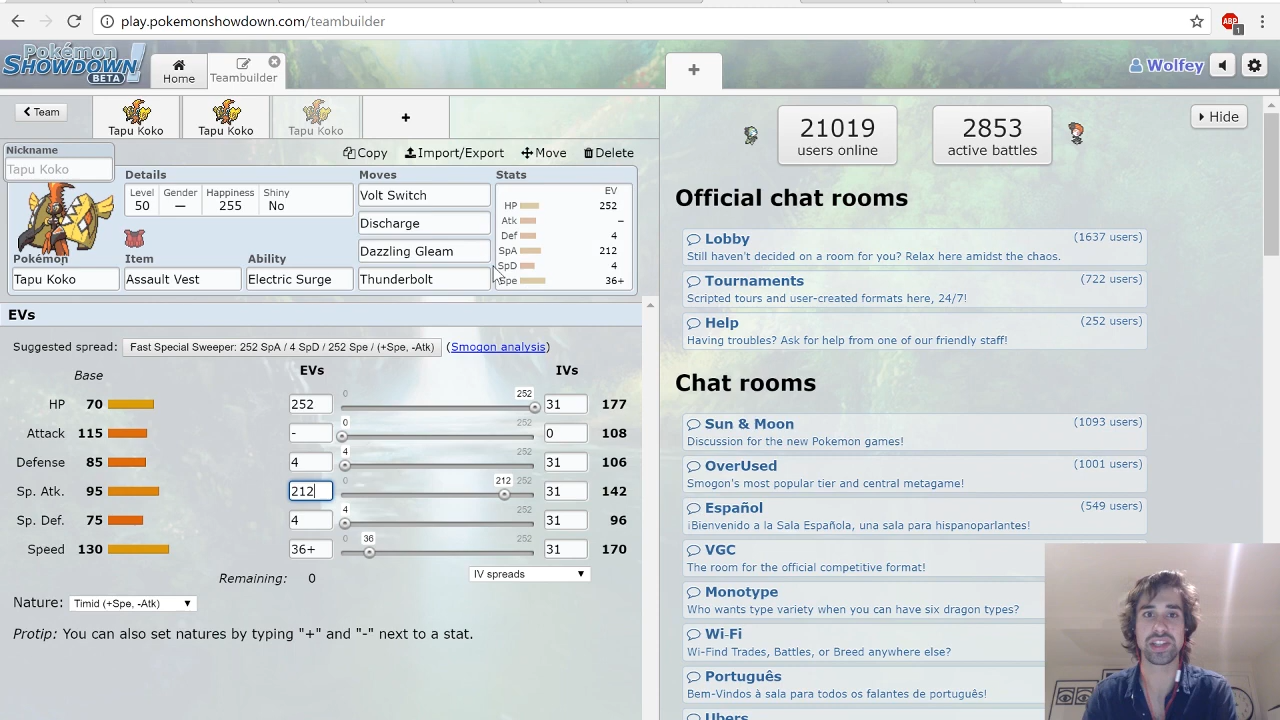 play.pokemonshowdown.com/teambuilder
ABP
1
Pokémon
SHOWDOWN!
BETA
Home
Teambuilder
+
Wolfey
Team
Tapu Koko
Tapu Koko
Tapu Koko
+
Nickname
Tapu Koko
Copy
Import/Export
Move
Delete
Details
Level
50
Gender
—
Happiness
255
Shiny
No
Pokémon
Tapu Koko
Item
Assault Vest
Ability
Electric Surge
Moves
Volt Switch
Discharge
Dazzling Gleam
Thunderbolt
Stats
EV
HP 252
Atk –
Def 4
SpA 212
SpD 4
Spe 36+
EVs
Suggested spread: Fast Special Sweeper: 252 SpA / 4 SpD / 252 Spe / (+Spe, -Atk) (Smogon analysis)
Base EVs IVs
HP 70 252 0 252 252 31 177
Attack 115 - 0 252 0 108
Defense 85 4 4 252 31 106
Sp. Atk. 95 212 0 212 252 31 142
Sp. Def. 75 4 4 252 31 96
Speed 130 36+ 0 36 252 31 170
Remaining: 0
IV spreads
Nature: Timid (+Spe, -Atk)
Protip: You can also set natures by typing "+" and "-" next to a stat.
21019
users online
2853
active battles
Hide
Official chat rooms
Lobby (1637 users)
Still haven't decided on a room for you? Relax here amidst the chaos.
Tournaments (722 users)
Scripted tours and user-created formats here, 24/7!
Help (252 users)
Having troubles? Ask for help from one of our friendly staff!
Chat rooms
Sun & Moon (1093 users)
Discussion for the new Pokemon games!
OverUsed (1001 users)
Smogon's most popular tier and central metagame!
Español (549 users)
¡Bienvenido a la Sala Española, una sala para hispanoparlantes!
VGC
The room for the official competitive format!
Monotype
Who wants type variety when you can have six dragon types?
Wi-Fi
Wi-Find Trades, Battles, or Breed anywhere else?
Português
Bem-Vindos à sala para todos os falantes de português!
Ubers